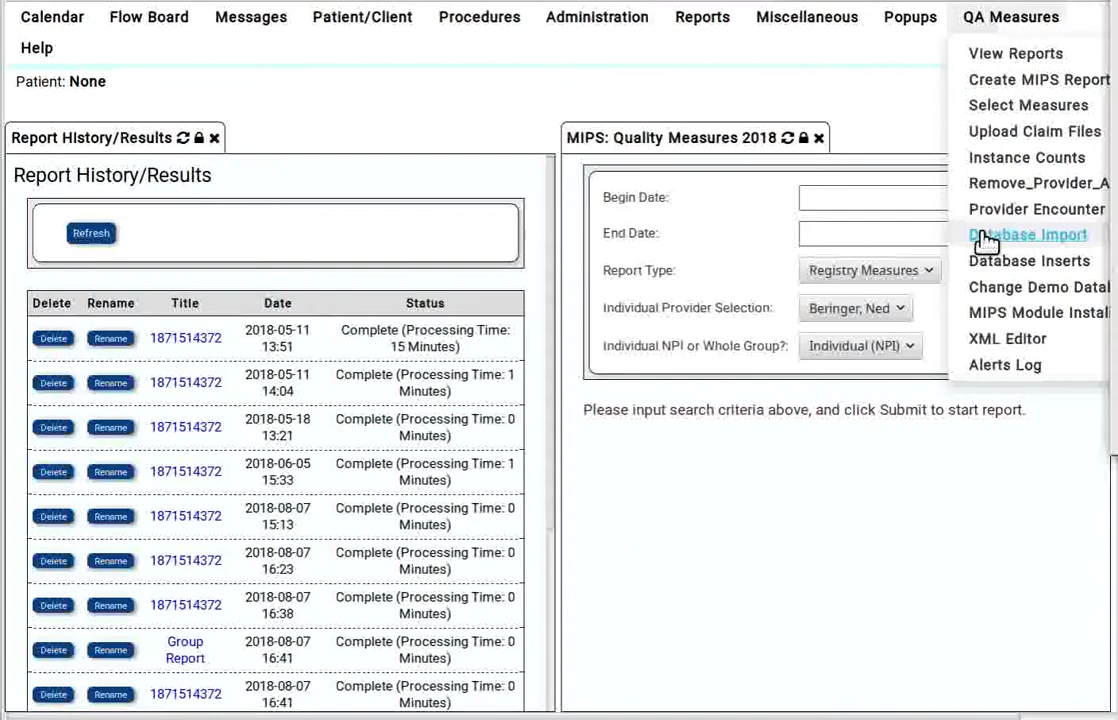 Calendar Flow Board Messages Patient/Client Procedures Administration Reports Miscellaneous Popups QA Measures
Help
Patient: None
View Reports
Create MIPS Report
Select Measures
Upload Claim Files
Instance Counts
Remove_Provider_A
Provider Encounter
Database Import
Database Inserts
Change Demo Data
MIPS Module Instal
XML Editor
Alerts Log
Report History/Results
Report History/Results
Refresh
Delete Rename Title Date Status
Delete Rename 1871514372 2018-05-11 13:51 Complete (Processing Time: 15 Minutes)
Delete Rename 1871514372 2018-05-11 14:04 Complete (Processing Time: 1 Minutes)
Delete Rename 1871514372 2018-05-18 13:21 Complete (Processing Time: 0 Minutes)
Delete Rename 1871514372 2018-06-05 15:33 Complete (Processing Time: 1 Minutes)
Delete Rename 1871514372 2018-08-07 15:13 Complete (Processing Time: 0 Minutes)
Delete Rename 1871514372 2018-08-07 16:23 Complete (Processing Time: 0 Minutes)
Delete Rename 1871514372 2018-08-07 16:38 Complete (Processing Time: 0 Minutes)
Delete Rename Group Report 2018-08-07 16:41 Complete (Processing Time: 0 Minutes)
Delete Rename 1871514372 2018-08-07 16:41 Complete (Processing Time: 0 Minutes)
MIPS: Quality Measures 2018
Begin Date:
End Date:
Report Type: Registry Measures
Individual Provider Selection: Beringer, Ned
Individual NPI or Whole Group?: Individual (NPI)
Please input search criteria above, and click Submit to start report.